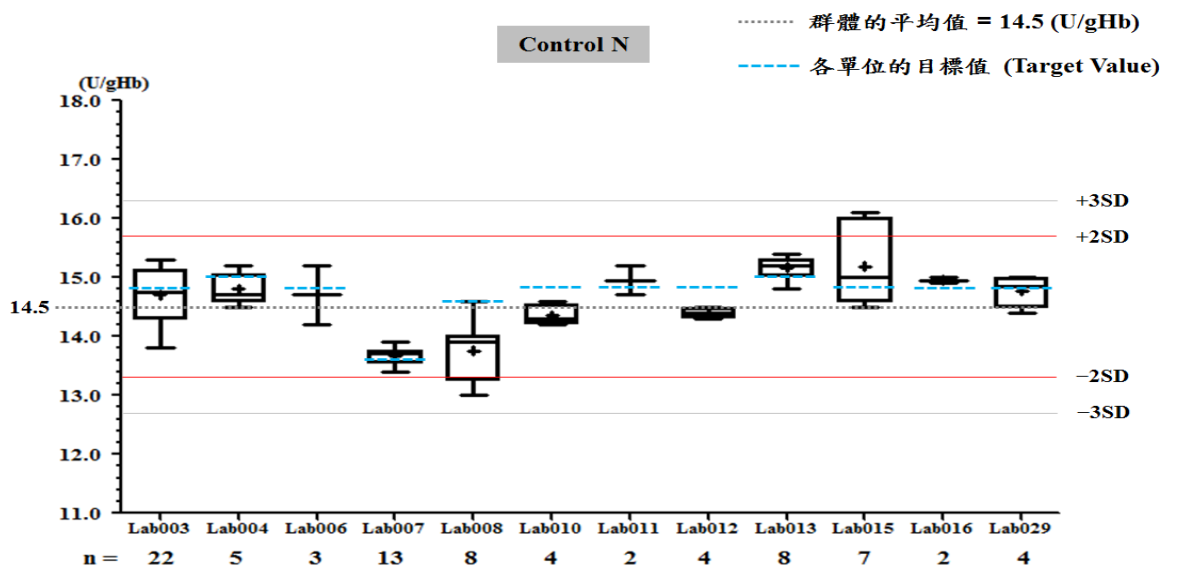 群體的平均值 = 14.5 (U/gHb)
Control N
各單位的目標值 (Target Value)
(U/gHb)
18.0
17.0
+3SD
16.0
+2SD
15.0
14.5
14.0
−2SD
13.0
−3SD
12.0
11.0
Lab003 Lab004 Lab006 Lab007 Lab008 Lab010 Lab011 Lab012 Lab013 Lab015 Lab016 Lab029
n = 22 5 3 13 8 4 2 4 8 7 2 4